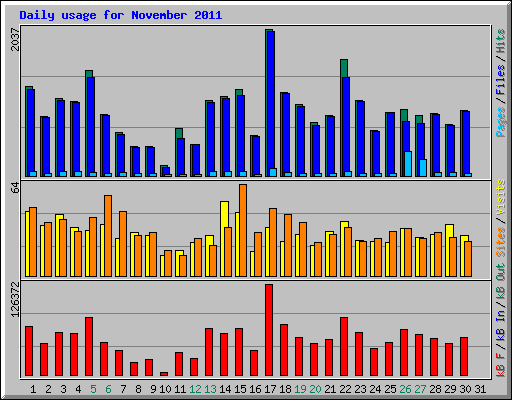 Daily usage for November 2011
2037
Pages / Files / Hits
64
Sites / Visits
126372
kB F / kB In / kB Out
1 2 3 4 5 6 7 8 9 10 11 12 13 14 15 16 17 18 19 20 21 22 23 24 25 26 27 28 29 30 31